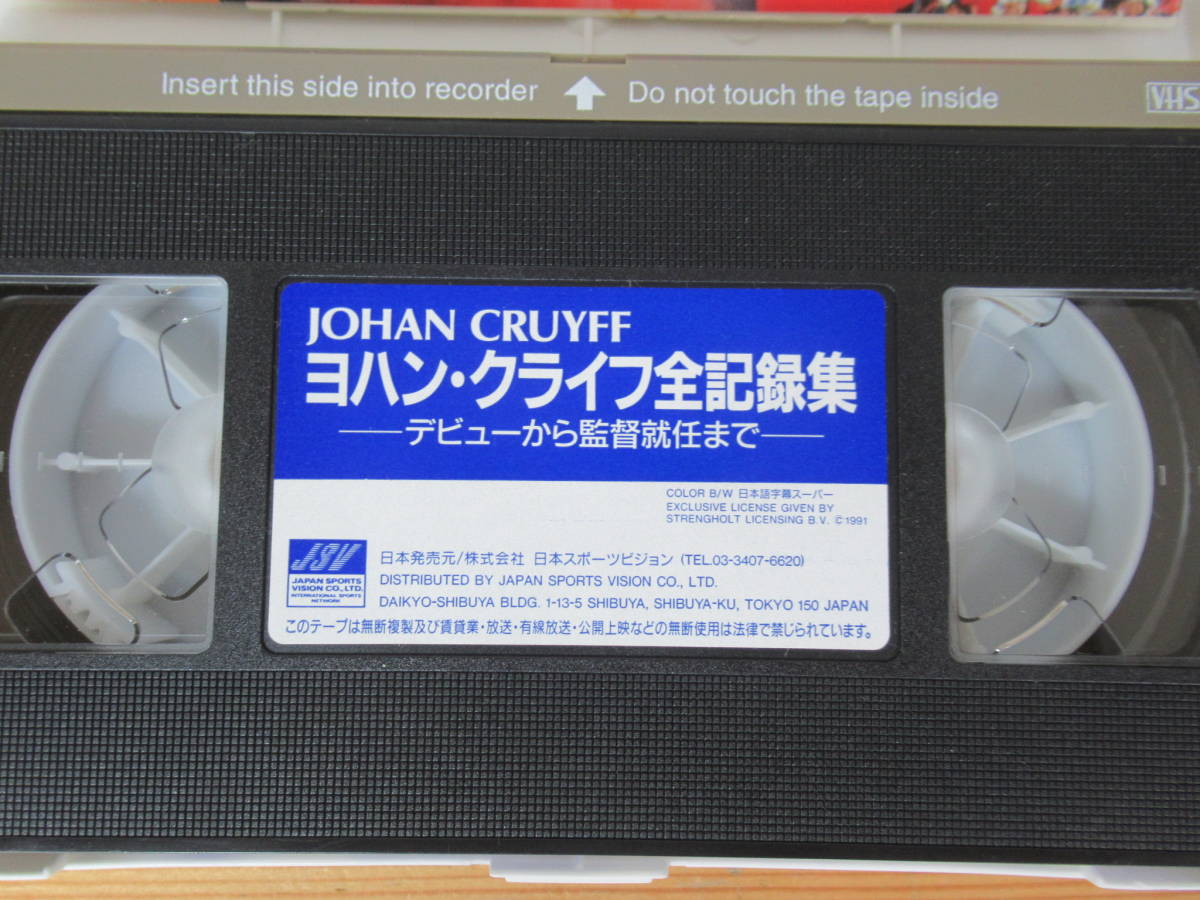 Insert this side into recorder Do not touch the tape inside VHS
JOHAN CRUYFF
ヨハン・クライフ全記録集
——デビューから監督就任まで——
COLOR B/W 日本語字幕スーパー
EXCLUSIVE LICENSE GIVEN BY
STRENGHOLT LICENSING B.V. ©1991
JSV
JAPAN SPORTS
VISION CO., LTD.
INTERNATIONAL SPORTS
NETWORK
日本発売元/株式会社 日本スポーツビジョン (TEL.03-3407-6620)
DISTRIBUTED BY JAPAN SPORTS VISION CO., LTD.
DAIKYO-SHIBUYA BLDG. 1-13-5 SHIBUYA, SHIBUYA-KU, TOKYO 150 JAPAN
このテープは無断複製及び賃貸業・放送・有線放送・公開上映などの無断使用は法律で禁じられています。